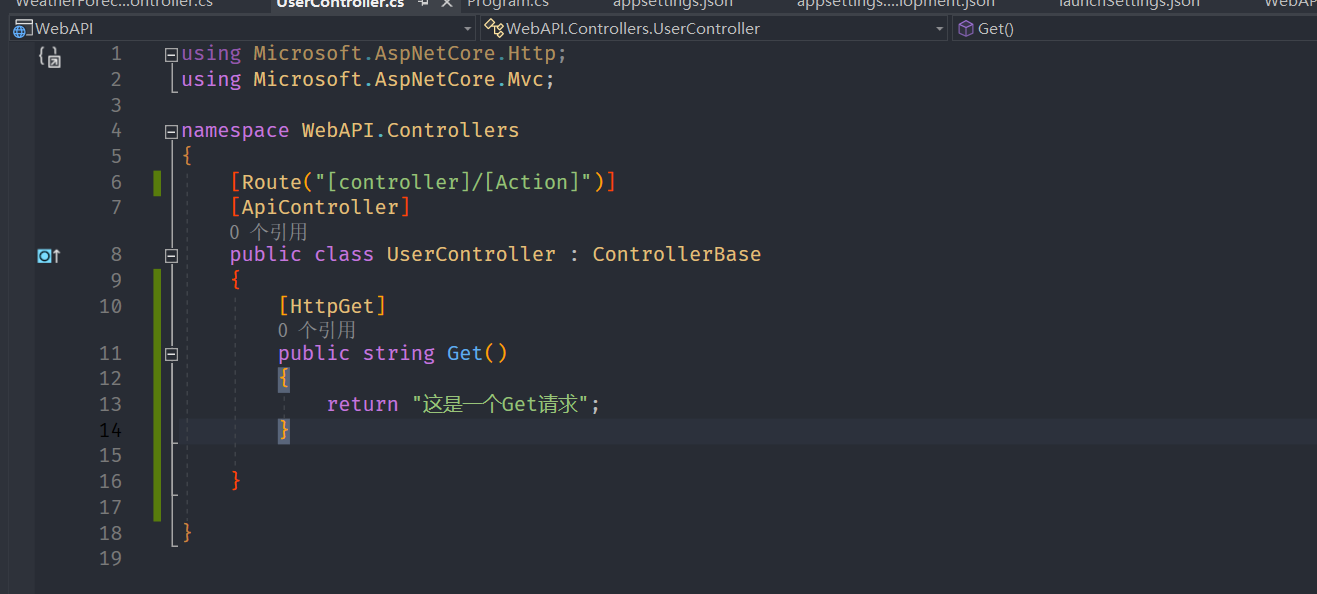 WeatherForec...ontroller.cs UserController.cs Program.cs appsettings.json appsettings....lopment.json launchSettings.json WebAP
WebAPI WebAPI.Controllers.UserController Get()
1 using Microsoft.AspNetCore.Http;
2 using Microsoft.AspNetCore.Mvc;
3
4 namespace WebAPI.Controllers
5 {
6 [Route("[controller]/[Action]")]
7 [ApiController]
0 个引用
8 public class UserController : ControllerBase
9 {
10 [HttpGet]
0 个引用
11 public string Get()
12 {
13 return "这是一个Get请求";
14 }
15
16 }
17
18 }
19